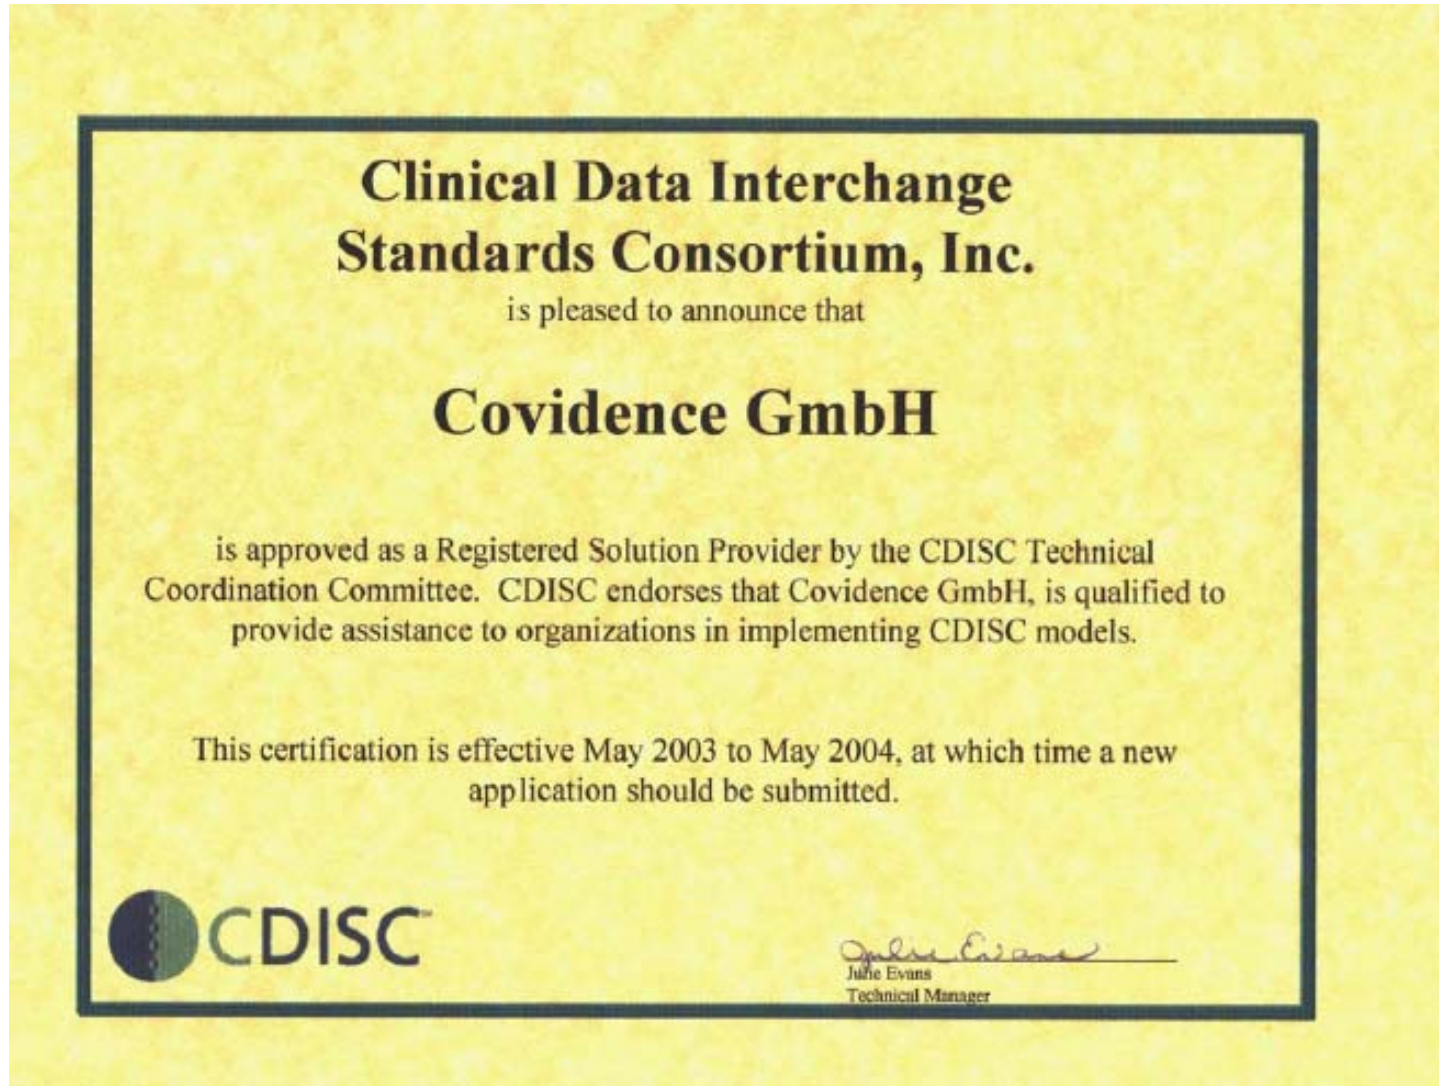 Clinical Data Interchange
Standards Consortium, Inc.
is pleased to announce that
Covidence GmbH
is approved as a Registered Solution Provider by the CDISC Technical
Coordination Committee. CDISC endorses that Covidence GmbH, is qualified to
provide assistance to organizations in implementing CDISC models.
This certification is effective May 2003 to May 2004, at which time a new
application should be submitted.
CDISC™
Julie Evans
Julie Evans
Technical Manager